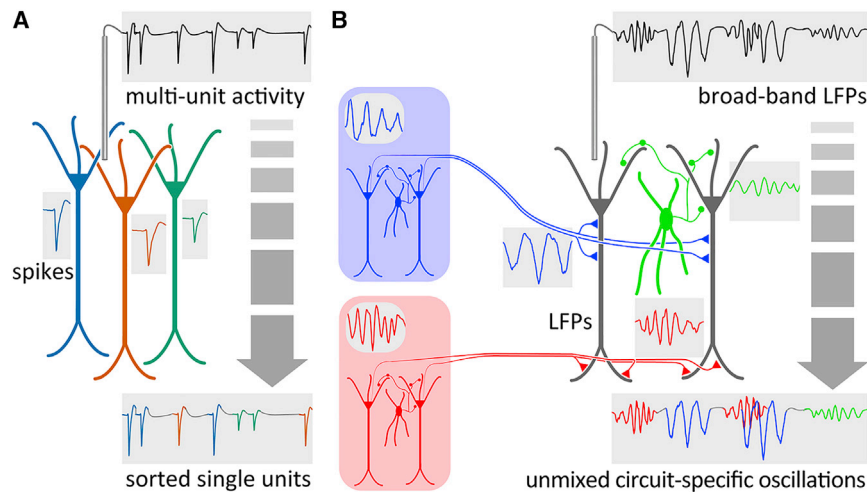 A
B
multi-unit activity
broad-band LFPs
spikes
LFPs
sorted single units
unmixed circuit-specific oscillations